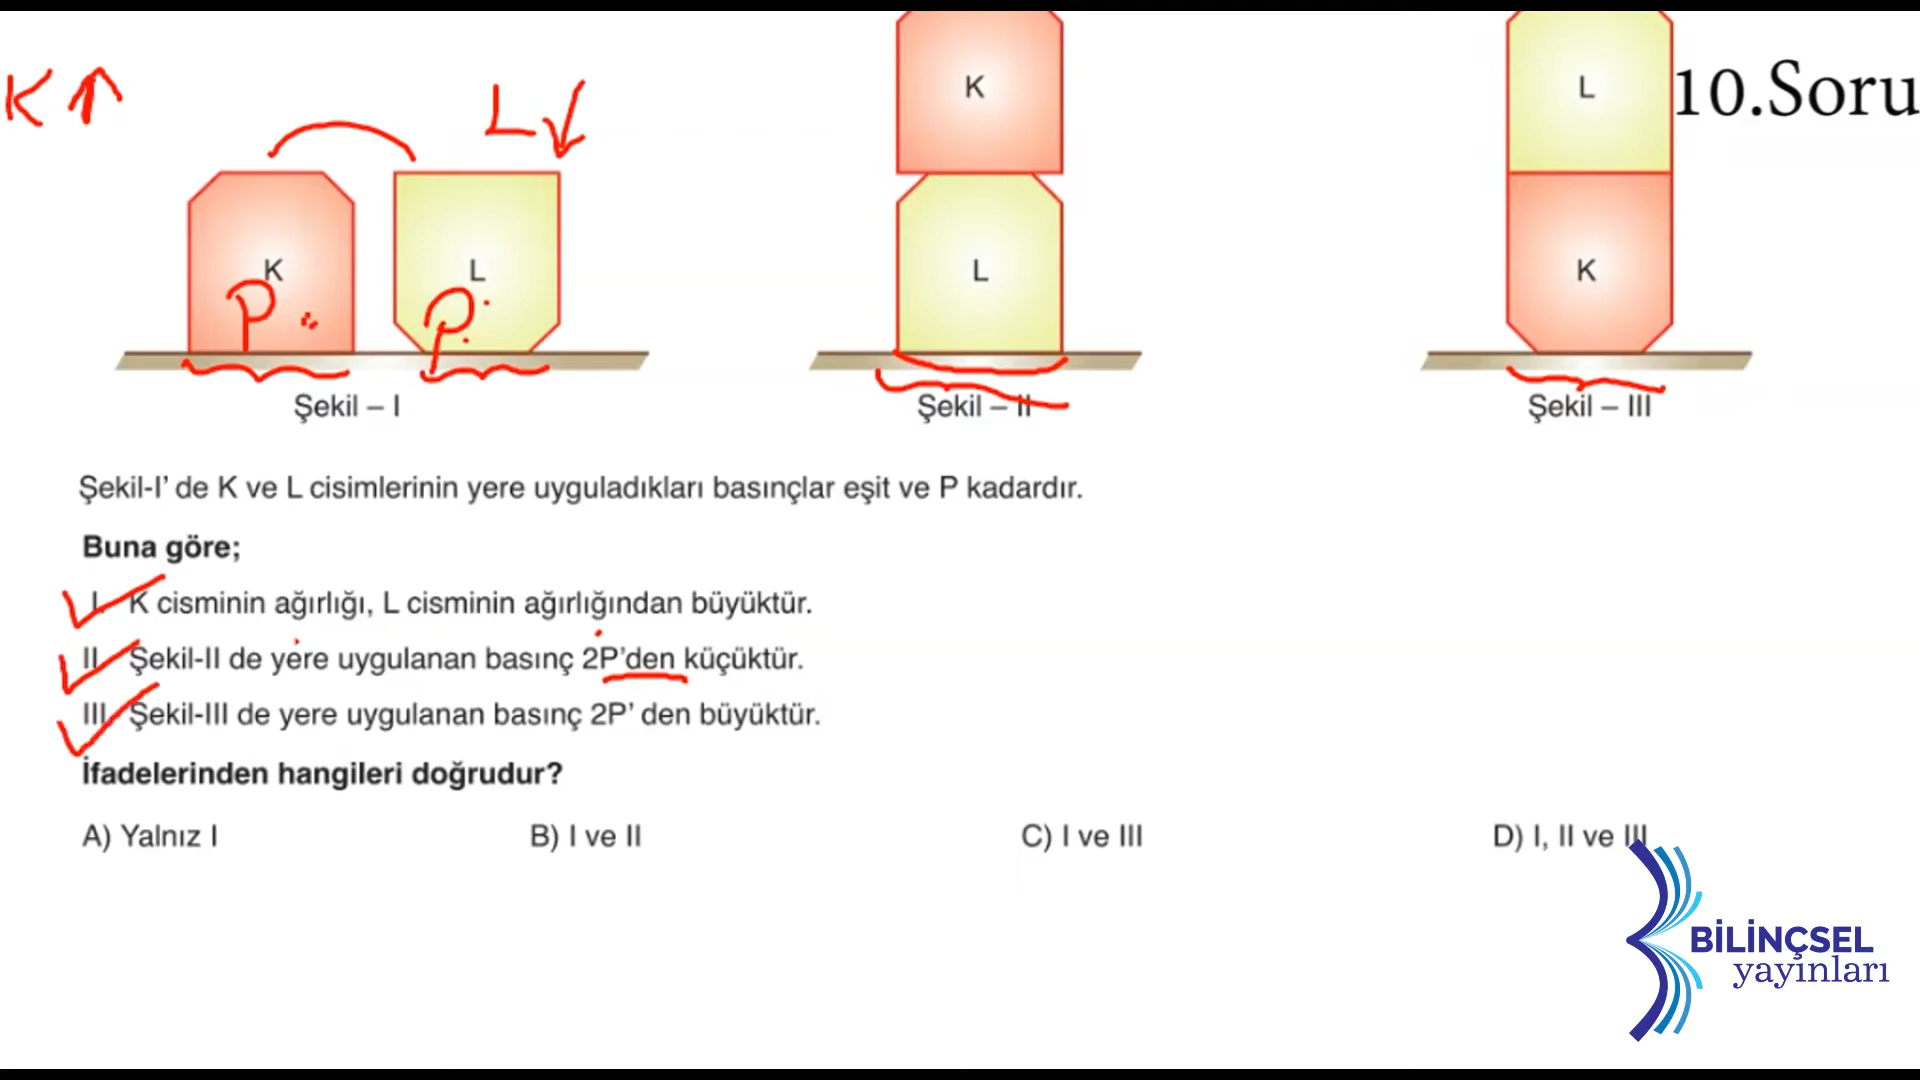 K
L
K
L
10.Soru
K
L
L
K
P
P
Şekil – I
Şekil – II
Şekil – III
Şekil-I’ de K ve L cisimlerinin yere uyguladıkları basınçlar eşit ve P kadardır.
Buna göre;
I. K cisminin ağırlığı, L cisminin ağırlığından büyüktür.
II. Şekil-II de yere uygulanan basınç 2P’den küçüktür.
III. Şekil-III de yere uygulanan basınç 2P’ den büyüktür.
İfadelerinden hangileri doğrudur?
A) Yalnız I B) I ve II C) I ve III D) I, II ve III
BİLİNÇSEL
yayınları